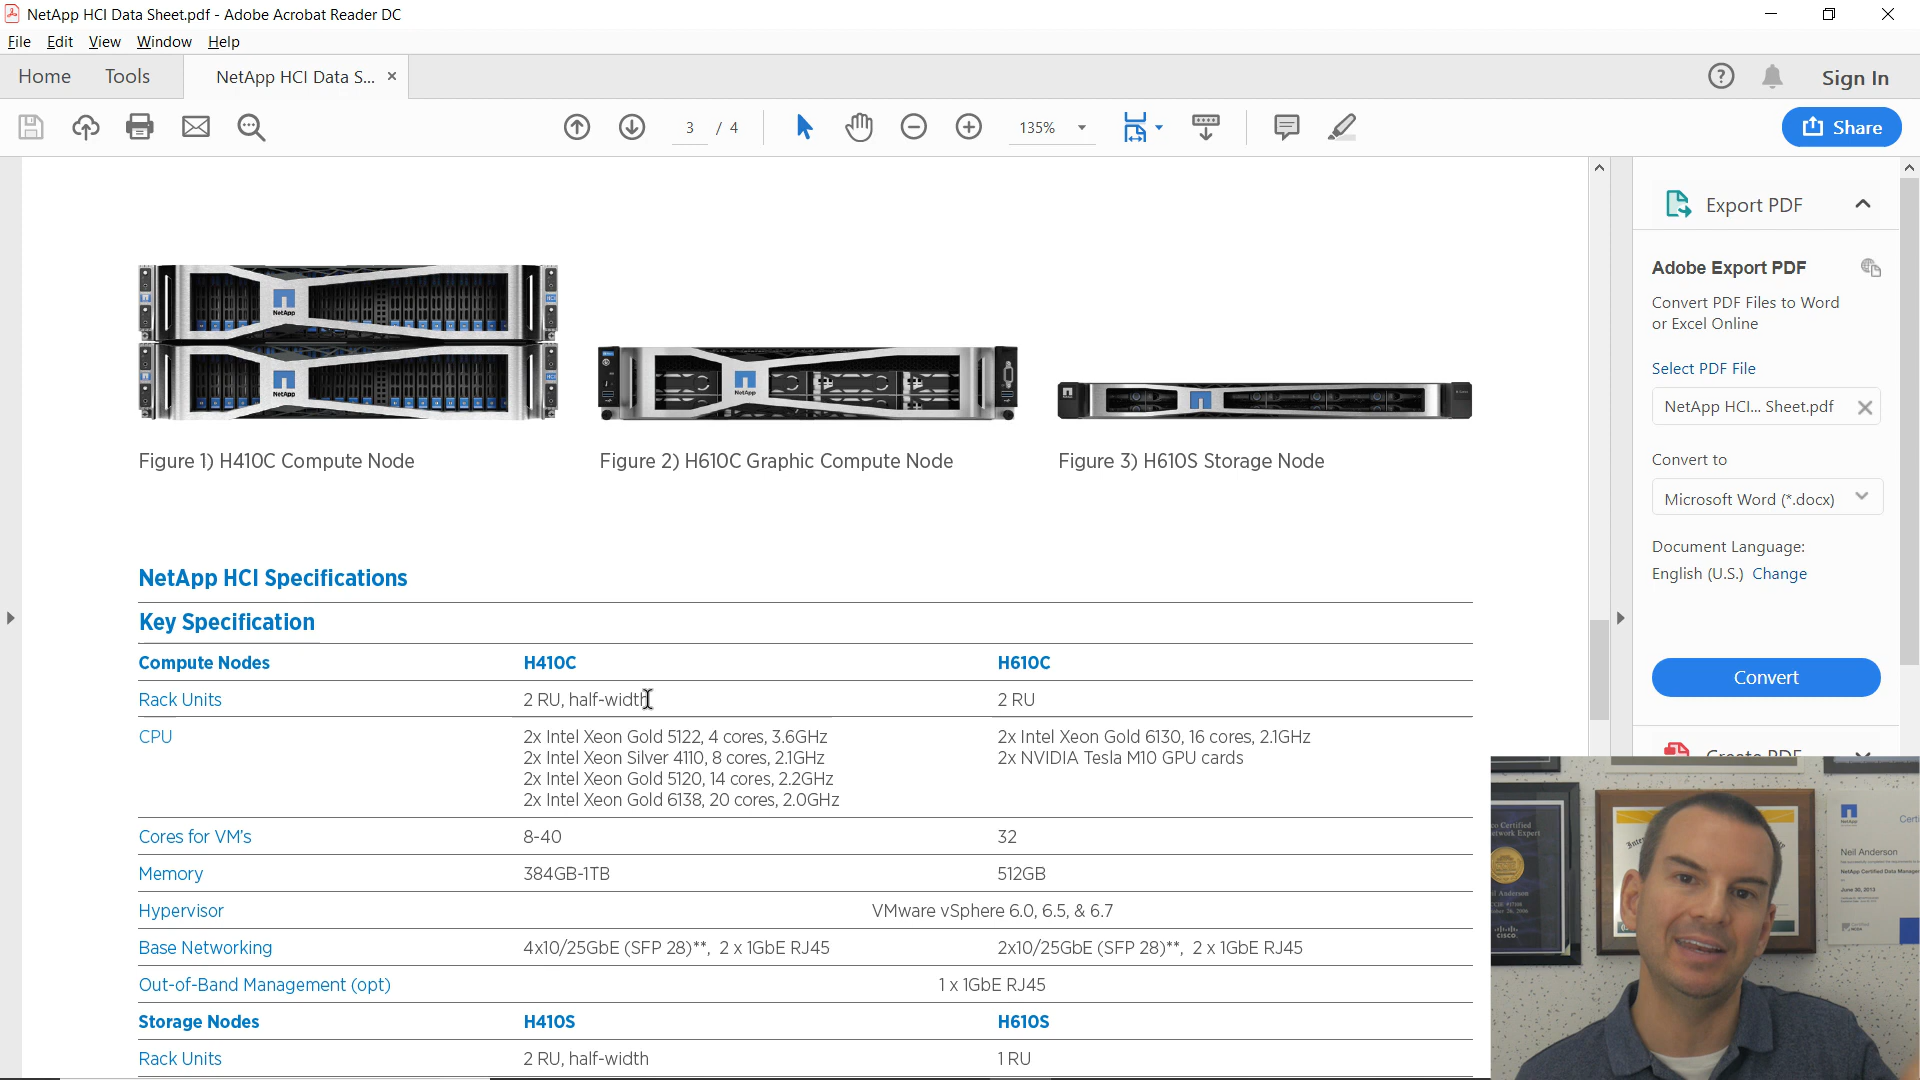 NetApp HCI Data Sheet.pdf - Adobe Acrobat Reader DC
File Edit View Window Help
Home Tools NetApp HCI Data S... Sign In
3 / 4 135% Share
NetApp
NetApp
NetApp
Figure 1) H410C Compute Node
Figure 2) H610C Graphic Compute Node
Figure 3) H610S Storage Node
NetApp HCI Specifications
Key Specification
Compute Nodes H410C H610C
Rack Units 2 RU, half-width 2 RU
CPU 2x Intel Xeon Gold 5122, 4 cores, 3.6GHz 2x Intel Xeon Gold 6130, 16 cores, 2.1GHz
2x Intel Xeon Silver 4110, 8 cores, 2.1GHz 2x NVIDIA Tesla M10 GPU cards
2x Intel Xeon Gold 5120, 14 cores, 2.2GHz
2x Intel Xeon Gold 6138, 20 cores, 2.0GHz
Cores for VM's 8-40 32
Memory 384GB-1TB 512GB
Hypervisor VMware vSphere 6.0, 6.5, & 6.7
Base Networking 4x10/25GbE (SFP 28)**, 2 x 1GbE RJ45 2x10/25GbE (SFP 28)**, 2 x 1GbE RJ45
Out-of-Band Management (opt) 1 x 1GbE RJ45
Storage Nodes H410S H610S
Rack Units 2 RU, half-width 1 RU
Export PDF
Adobe Export PDF
Convert PDF Files to Word
or Excel Online
Select PDF File
NetApp HCI... Sheet.pdf
Convert to
Microsoft Word (*.docx)
Document Language:
English (U.S.) Change
Convert
Create PDF
Neil Anderson
June 30, 2013
CISCO